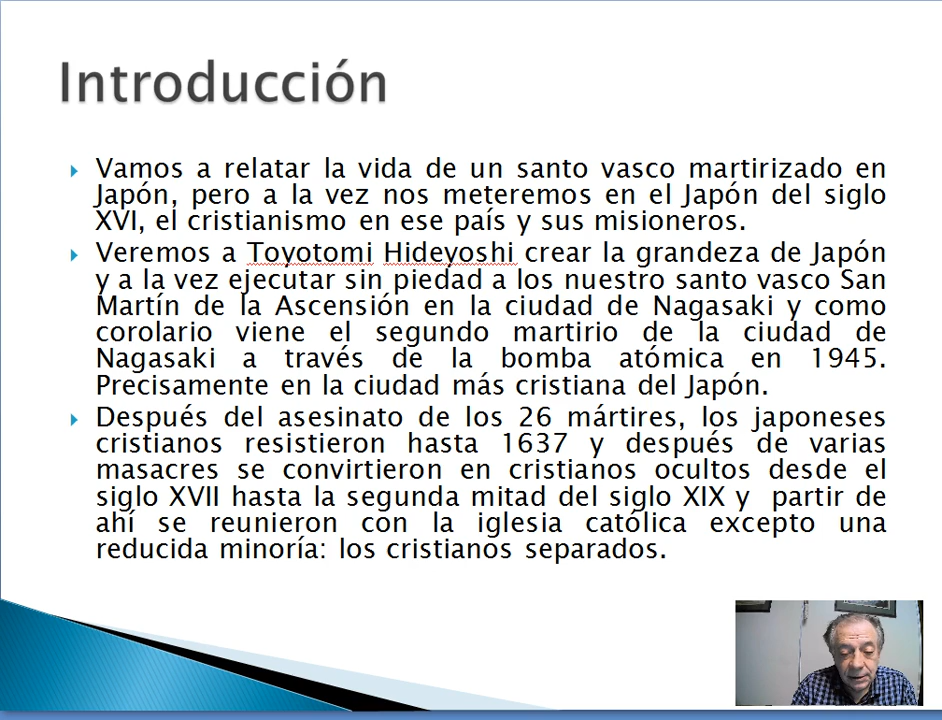 Introducción
Vamos a relatar la vida de un santo vasco martirizado en
Japón, pero a la vez nos meteremos en el Japón del siglo
XVI, el cristianismo en ese país y sus misioneros.
Veremos a Toyotomi Hideyoshi crear la grandeza de Japón
y a la vez ejecutar sin piedad a los nuestro santo vasco San
Martín de la Ascensión en la ciudad de Nagasaki y como
corolario viene el segundo martirio de la ciudad de
Nagasaki a través de la bomba atómica en 1945.
Precisamente en la ciudad más cristiana del Japón.
Después del asesinato de los 26 mártires, los japoneses
cristianos resistieron hasta 1637 y después de varias
masacres se convirtieron en cristianos ocultos desde el
siglo XVII hasta la segunda mitad del siglo XIX y partir de
ahí se reunieron con la iglesia católica excepto una
reducida minoría: los cristianos separados.